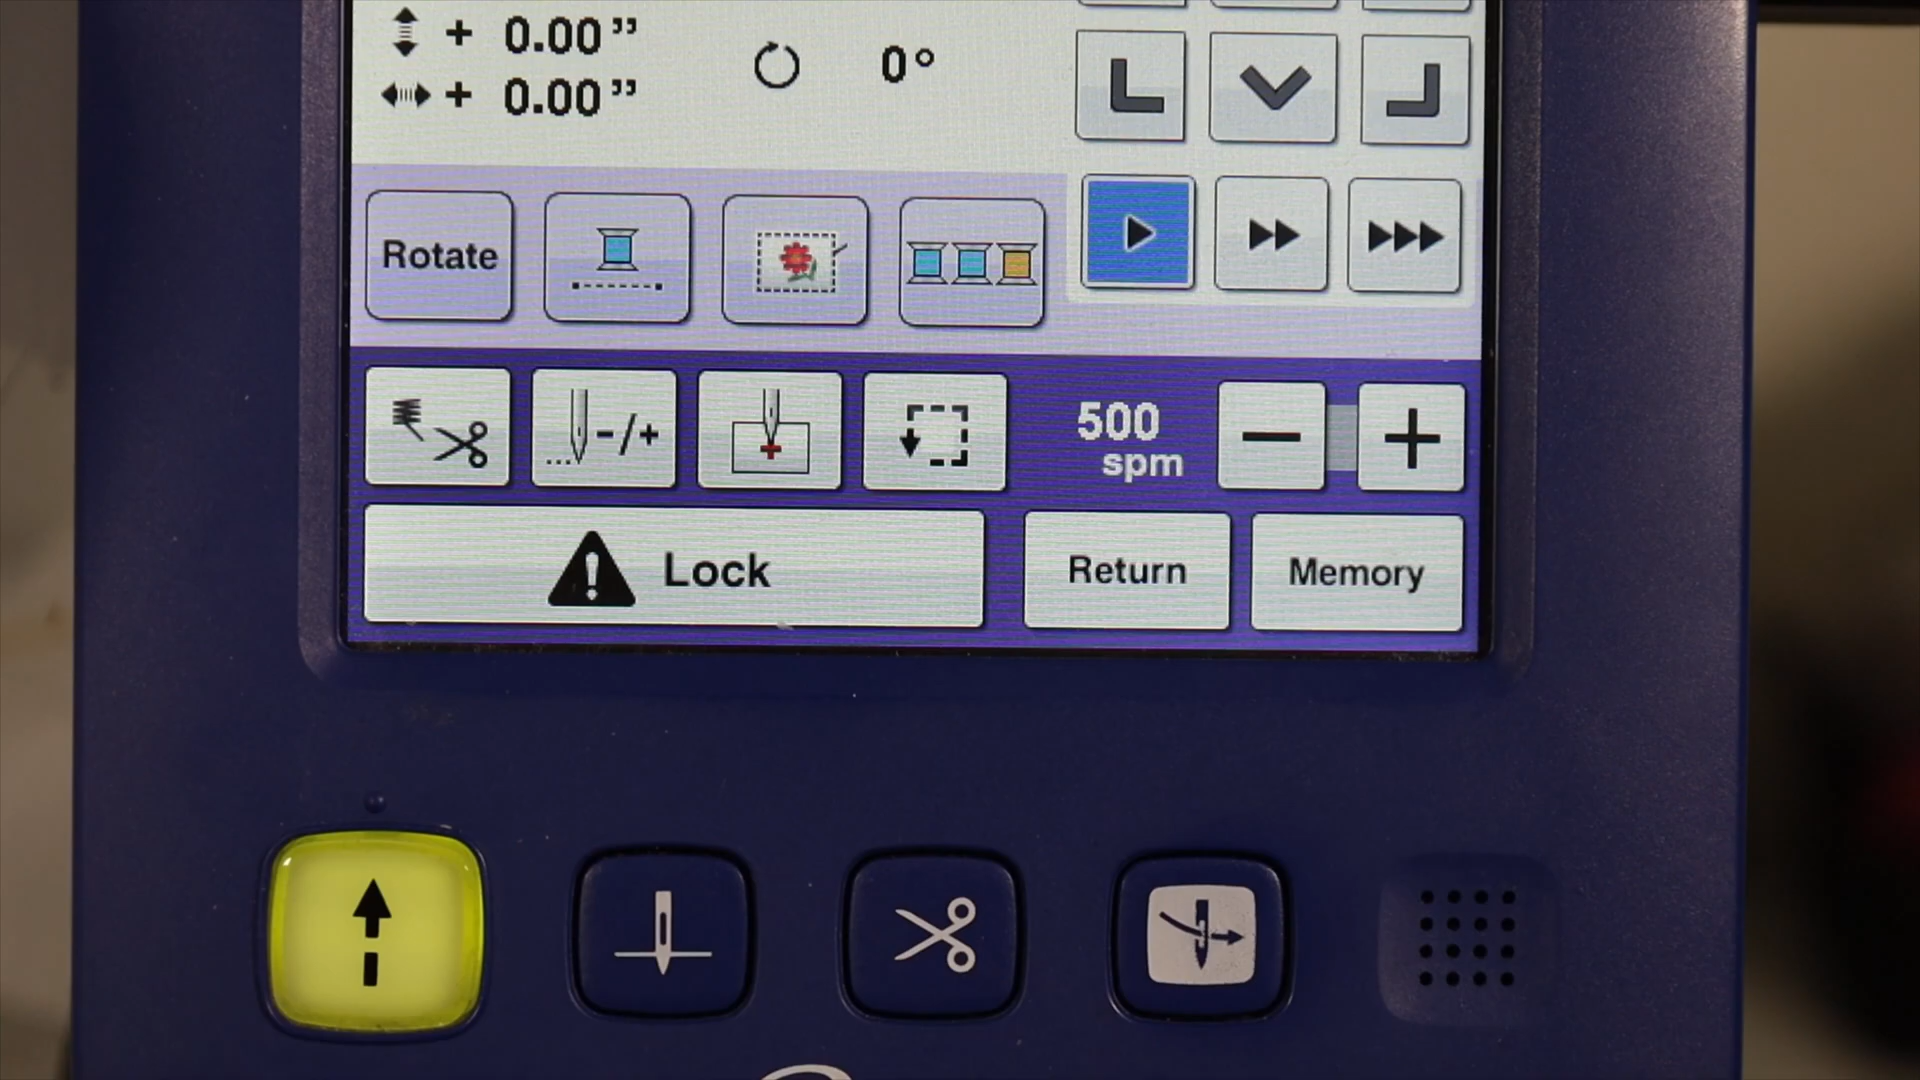 + 0.00”
0°
+ 0.00”
Rotate
-/+
500
spm
− +
Lock
Return
Memory